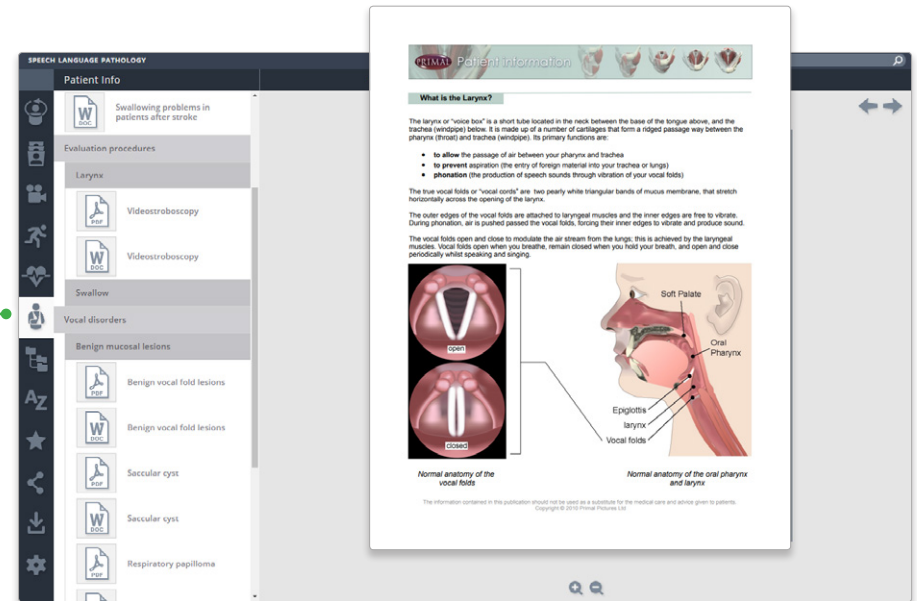 SPEECH LANGUAGE PATHOLOGY
Patient Info
W
DOC
Swallowing problems in
patients after stroke
Evaluation procedures
Larynx
PDF
Videostroboscopy
W
DOC
Videostroboscopy
Swallow
Vocal disorders
Benign mucosal lesions
PDF
Benign vocal fold lesions
W
DOC
Benign vocal fold lesions
PDF
Saccular cyst
W
DOC
Saccular cyst
PDF
Respiratory papilloma
AZ
PRIMAL Patient information
What is the Larynx?
The larynx or “voice box” is a short tube located in the neck between the base of the tongue above, and the
trachea (windpipe) below. It is made up of a number of cartilages that form a ridged passage way between the
pharynx (throat) and trachea (windpipe). Its primary functions are:
• to allow the passage of air between your pharynx and trachea
• to prevent aspiration (the entry of foreign material into your trachea or lungs)
• phonation (the production of speech sounds through vibration of your vocal folds)
The true vocal folds or “vocal cords” are two pearly white triangular bands of mucus membrane, that stretch
horizontally across the opening of the larynx.
The outer edges of the vocal folds are attached to laryngeal muscles and the inner edges are free to vibrate.
During phonation, air is pushed passed the vocal folds, forcing their inner edges to vibrate and produce sound.
The vocal folds open and close to modulate the air stream from the lungs; this is achieved by the laryngeal
muscles. Vocal folds open when you breathe, remain closed when you hold your breath, and open and close
periodically whilst speaking and singing.
open
closed
Soft Palate
Oral
Pharynx
Epiglottis
larynx
Vocal folds
Normal anatomy of the
vocal folds
Normal anatomy of the oral pharynx
and larynx
The information contained in this publication should not be used as a substitute for the medical care and advice given to patients.
Copyright © 2010 Primal Pictures Ltd